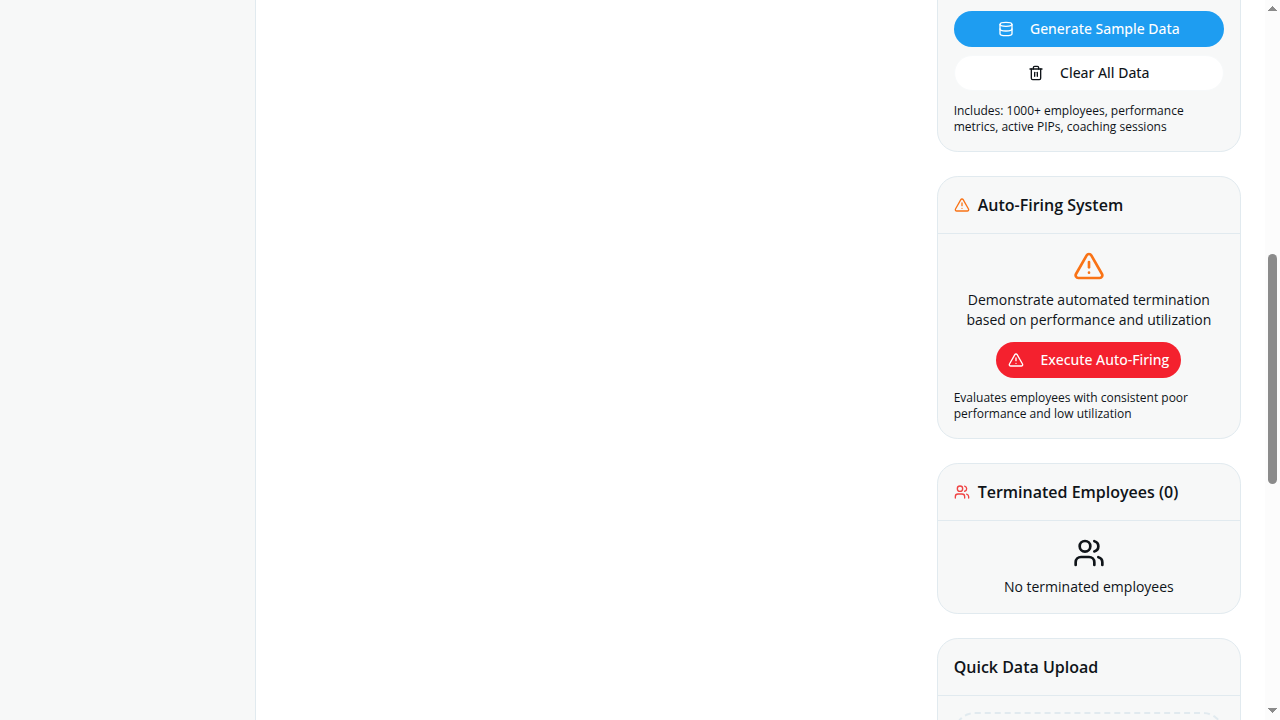 Generate Sample Data
Clear All Data
Includes: 1000+ employees, performance
metrics, active PIPs, coaching sessions
Auto-Firing System
Demonstrate automated termination
based on performance and utilization
Execute Auto-Firing
Evaluates employees with consistent poor
performance and low utilization
Terminated Employees (0)
No terminated employees
Quick Data Upload